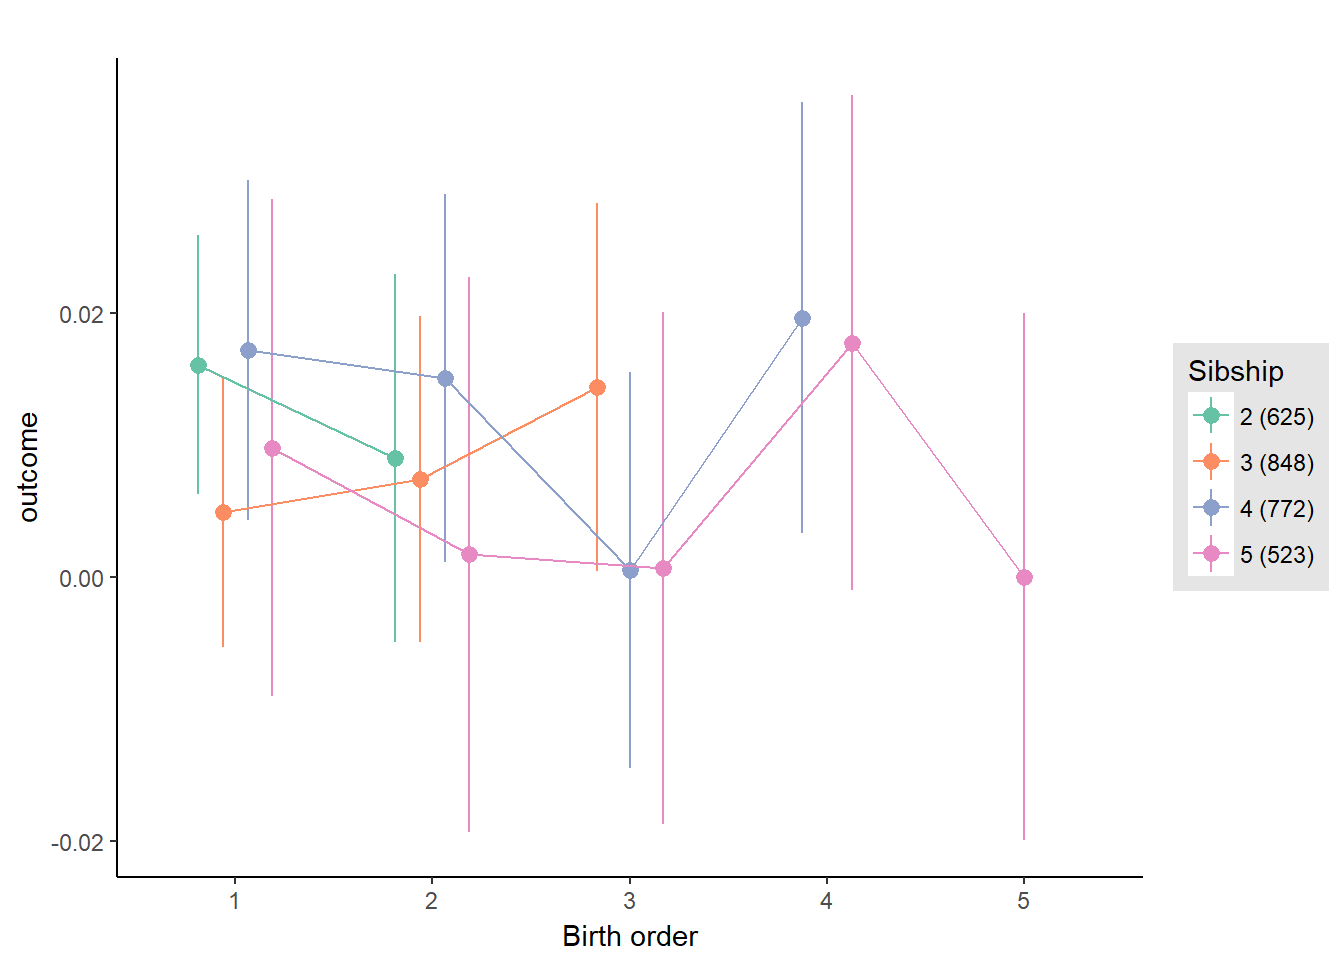 outcome
0.02
0.00
-0.02
1 2 3 4 5
Birth order
Sibship
2 (625)
3 (848)
4 (772)
5 (523)